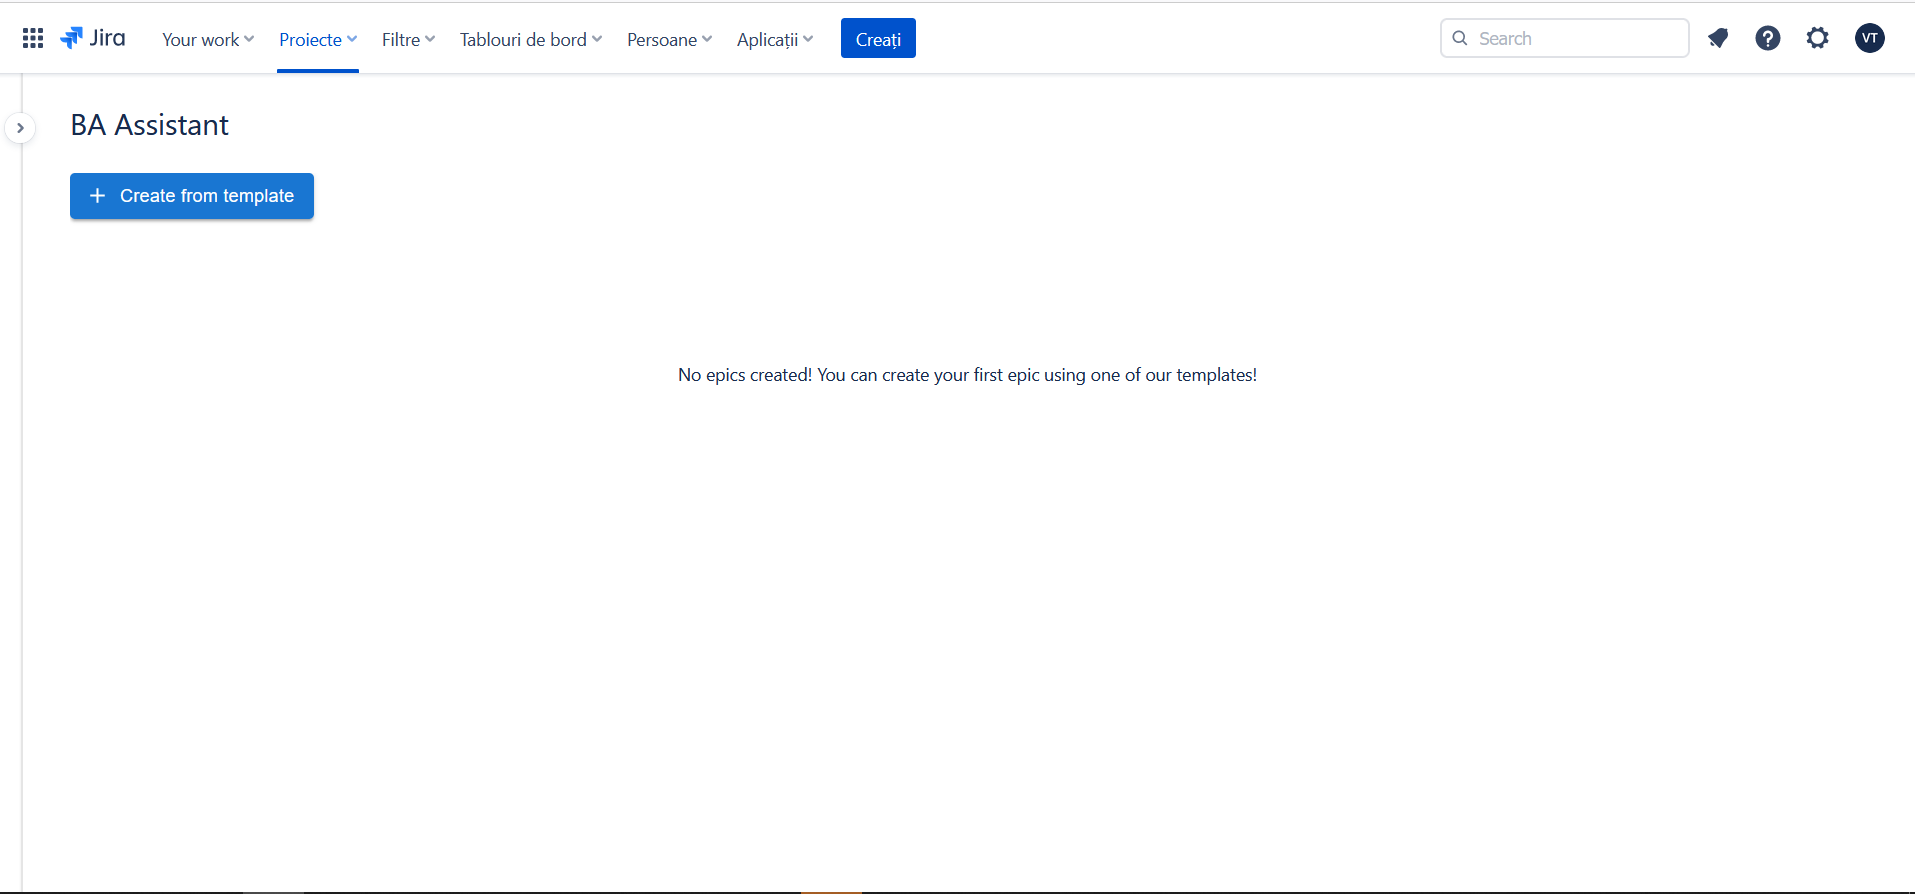 Jira Your work Proiecte Filtre Tablouri de bord Persoane Aplicații Creați Search ? VT
BA Assistant
+ Create from template
No epics created! You can create your first epic using one of our templates!